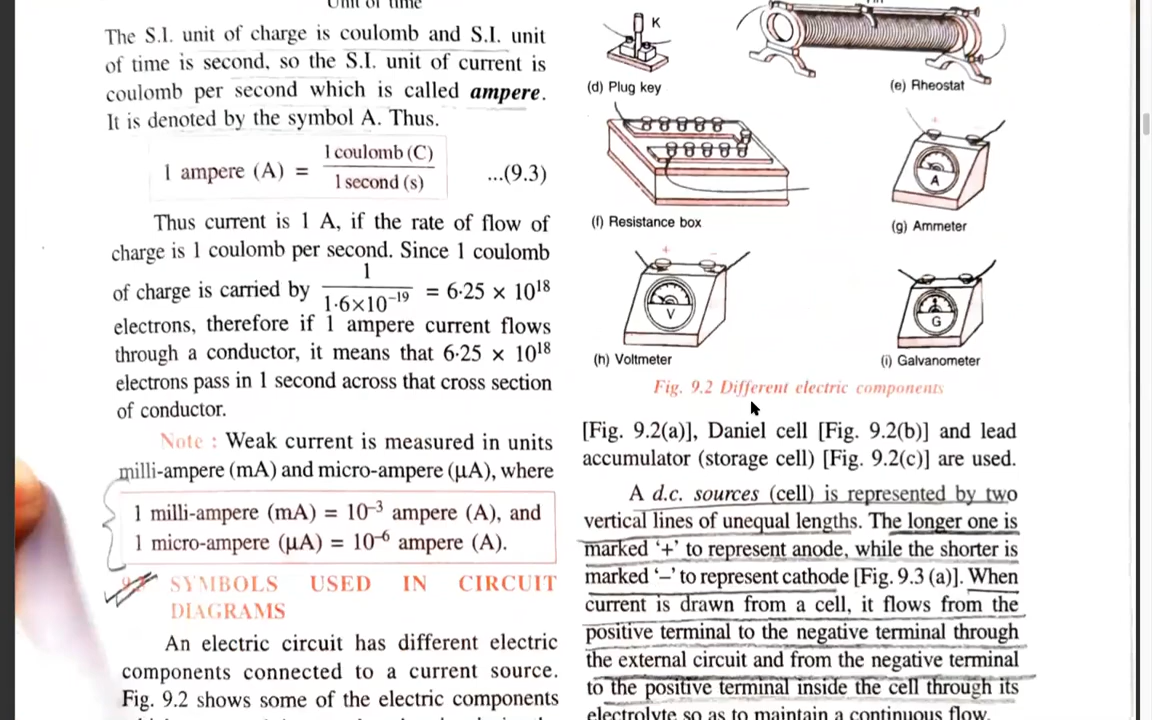 Unit of time
The S.I. unit of charge is coulomb and S.I. unit
of time is second, so the S.I. unit of current is
coulomb per second which is called ampere.
It is denoted by the symbol A. Thus.
1 ampere (A) = 1 coulomb (C) / 1 second (s) ...(9.3)
Thus current is 1 A, if the rate of flow of
charge is 1 coulomb per second. Since 1 coulomb
of charge is carried by 1 / 1·6×10⁻¹⁹ = 6·25 × 10¹⁸
electrons, therefore if 1 ampere current flows
through a conductor, it means that 6·25 × 10¹⁸
electrons pass in 1 second across that cross section
of conductor.
Note : Weak current is measured in units
milli-ampere (mA) and micro-ampere (μA), where
1 milli-ampere (mA) = 10⁻³ ampere (A), and
1 micro-ampere (μA) = 10⁻⁶ ampere (A).
SYMBOLS USED IN CIRCUIT
DIAGRAMS
An electric circuit has different electric
components connected to a current source.
Fig. 9.2 shows some of the electric components
K
(d) Plug key
(e) Rheostat
(f) Resistance box
+
A
(g) Ammeter
+ −
V
(h) Voltmeter
G
(i) Galvanometer
Fig. 9.2 Different electric components
[Fig. 9.2(a)], Daniel cell [Fig. 9.2(b)] and lead
accumulator (storage cell) [Fig. 9.2(c)] are used.
A d.c. sources (cell) is represented by two
vertical lines of unequal lengths. The longer one is
marked ‘+’ to represent anode, while the shorter is
marked ‘–’ to represent cathode [Fig. 9.3 (a)]. When
current is drawn from a cell, it flows from the
positive terminal to the negative terminal through
the external circuit and from the negative terminal
to the positive terminal inside the cell through its
electrolyte so as to maintain a continuous flow.